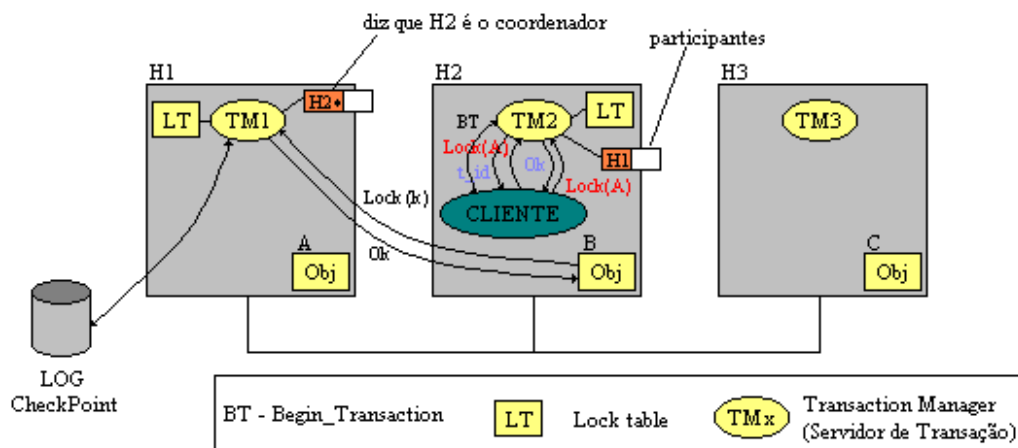 diz que H2 é o coordenador
participantes
H1
H2
H3
LT
TM1
H2
BT
TM2
LT
TM3
Lock(A)
t_id
Ok
Lock(A)
H1
CLIENTE
Lock (k)
Ok
A
Obj
B
Obj
C
Obj
LOG
CheckPoint
BT - Begin_Transaction
LT
Lock table
TMx
Transaction Manager
(Servidor de Transação)